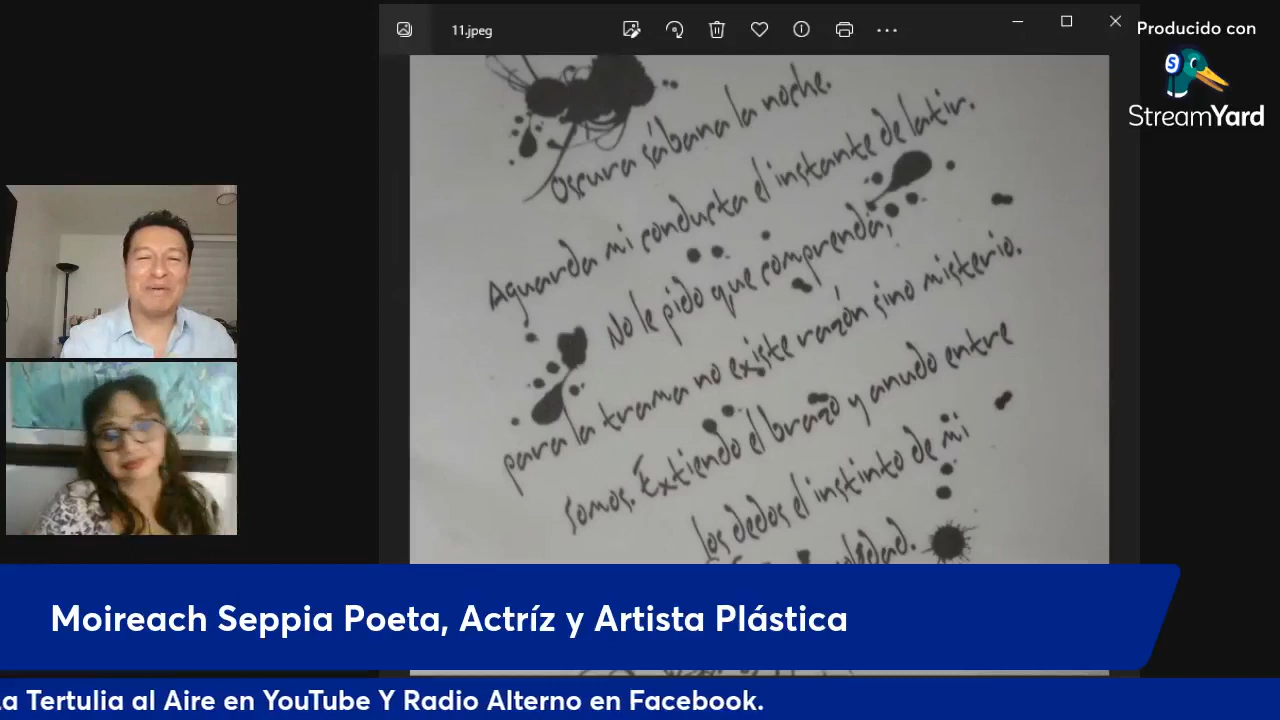 11.jpeg
Producido con
S
StreamYard
Oscura sábana la noche.
Aguarda mi conducta el instante de latir.
No le pido que comprenda,
para la trama no existe razón sino misterio.
Somos. Extiendo el brazo y anudo entre
los dedos el instinto de mi
soledad.
Moireach Seppia Poeta, Actríz y Artista Plástica
La Tertulia al Aire en YouTube Y Radio Alterno en Facebook.